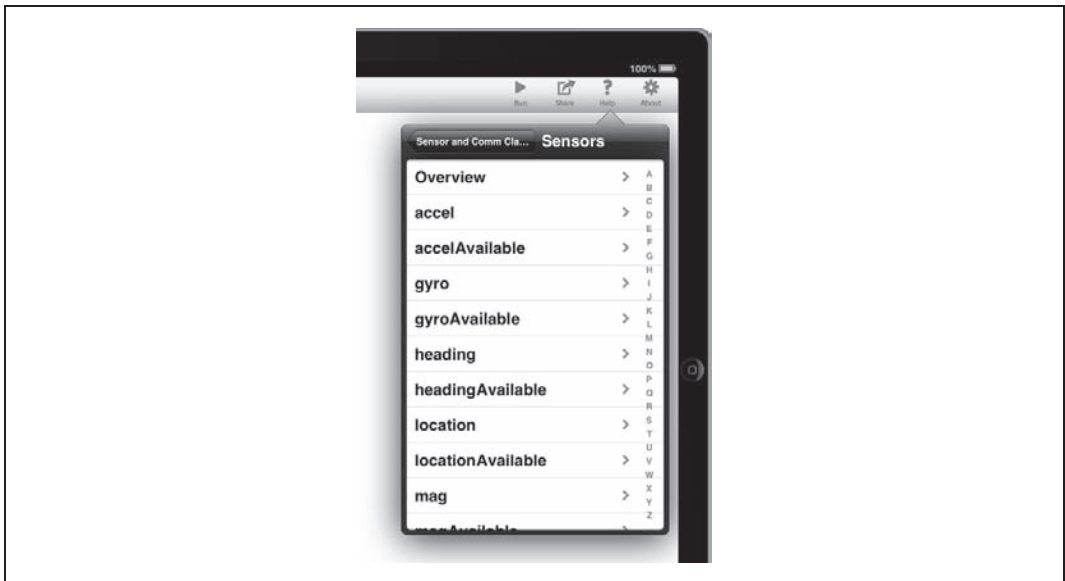 100%
Run Share Help About
Sensor and Comm Cla... Sensors
Overview
accel
accelAvailable
gyro
gyroAvailable
heading
headingAvailable
location
locationAvailable
mag
magAvailable
A
B
C
D
E
F
G
H
I
J
K
L
M
N
O
P
Q
R
S
T
U
V
W
X
Y
Z